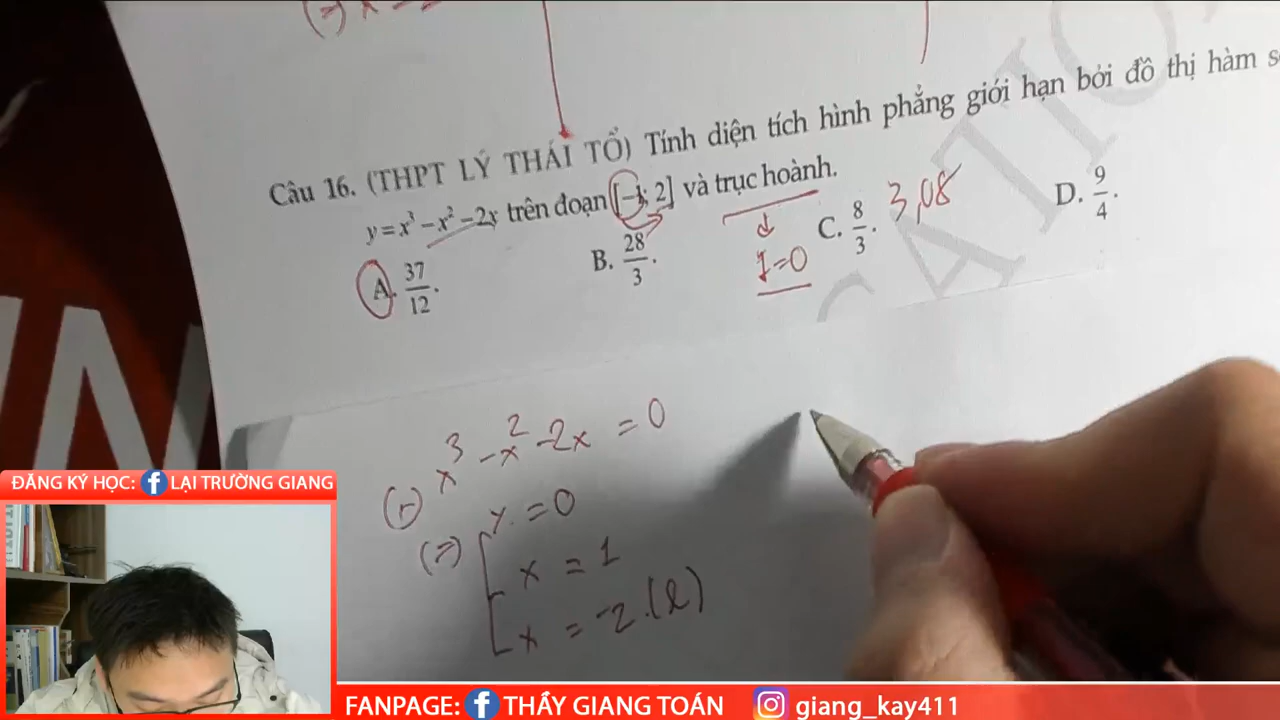 Câu 16. (THPT LÝ THÁI TỔ) Tính diện tích hình phẳng giới hạn bởi đồ thị hàm số
y = x³ - x² - 2x trên đoạn [-1; 2] và trục hoành.
A. 37/12. B. 28/3. C. 8/3. 3,08 D. 9/4.
x³ - x² - 2x = 0
x = 0
x = 1
x = -2 (l)
ĐĂNG KÝ HỌC: f LẠI TRƯỜNG GIANG
FANPAGE: f THẦY GIANG TOÁN giang_kay411